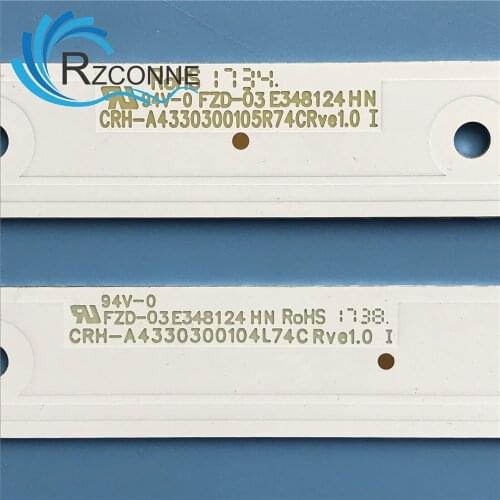 RZCONNE
RoHS 1734.
94V-0 FZD-03 E348124 HN
CRH-A4330300105R74CRve1.0 I
94V-0
FZD-03 E348124 HN RoHS 1738.
CRH-A4330300104L74C Rve1.0 I